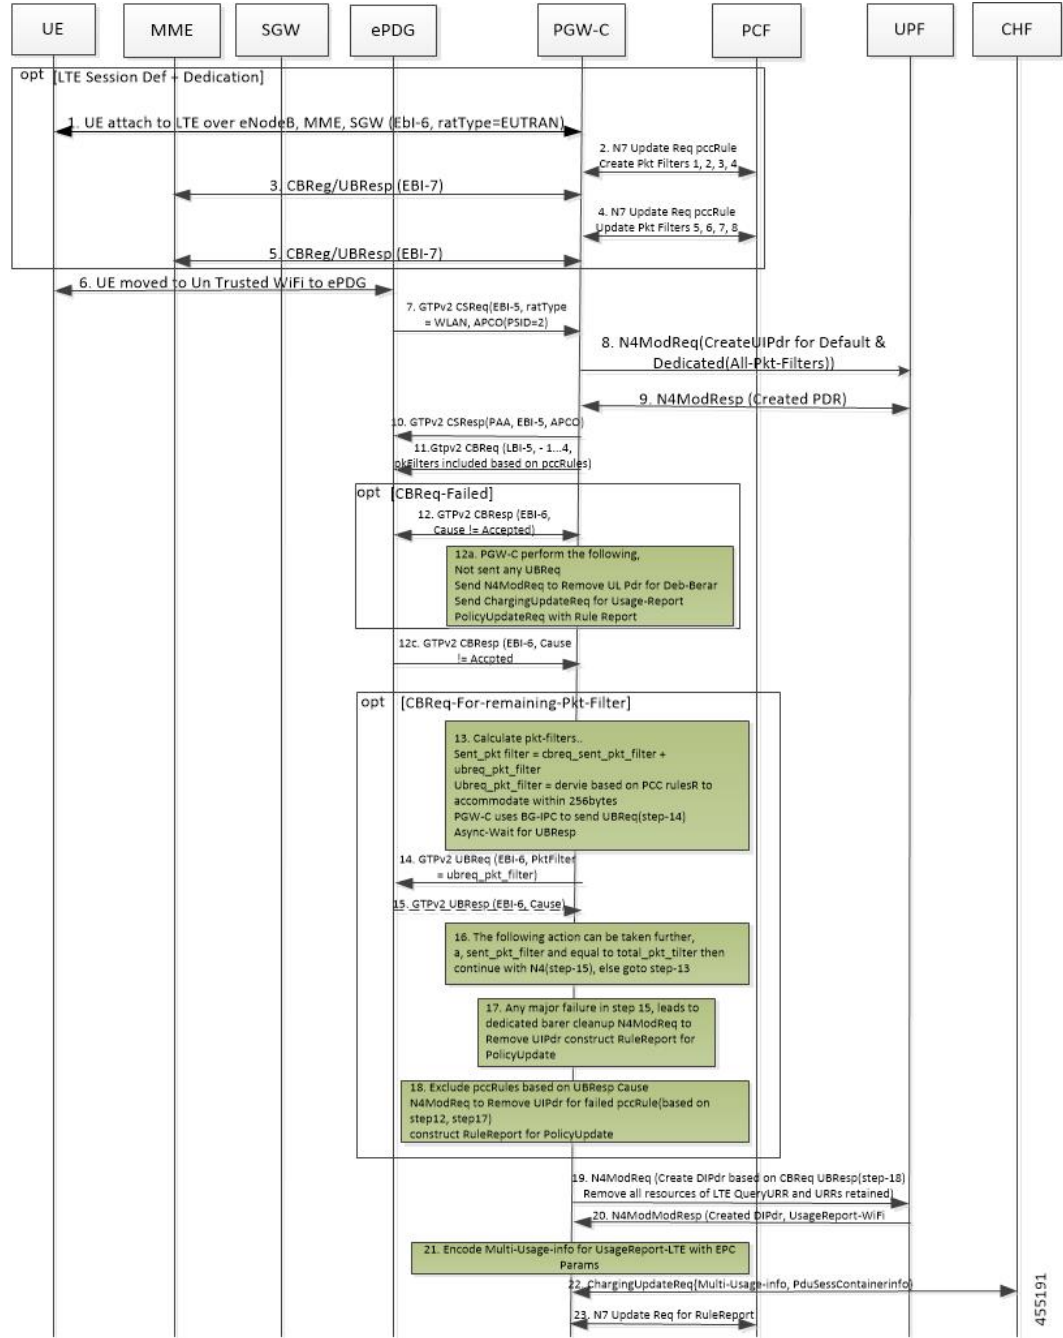 UE MME SGW ePDG PGW-C PCF UPF CHF
opt [LTE Session Def + Dedication]
1. UE attach to LTE over eNodeB, MME, SGW (EbI-6, ratType=EUTRAN)
2. N7 Update Req pccRule
Create Pkt Filters 1, 2, 3, 4
3. CBReg/UBResp (EBI-7)
4. N7 Update Req pccRule
Update Pkt Filters 5, 6, 7, 8
5. CBReg/UBResp (EBI-7)
6. UE moved to Un Trusted WiFi to ePDG
7. GTPv2 CSReq(EBI-5, ratType
= WLAN, APCO(PSID=2)
8. N4ModReq(CreateUIPdr for Default &
Dedicated(All-Pkt-Filters))
9. N4ModResp (Created PDR)
10. GTPv2 CSResp(PAA, EBI-5, APCO)
11.Gtpv2 CBReq (LBI-5, - 1...4,
pkFilters included based on pccRules)
opt [CBReq-Failed]
12. GTPv2 CBResp (EBI-6,
Cause != Accepted)
12a. PGW-C perform the following,
Not sent any UBReq
Send N4ModReq to Remove UL Pdr for Deb-Berar
Send ChargingUpdateReq for Usage-Report
PolicyUpdateReq with Rule Report
12c. GTPv2 CBResp (EBI-6, Cause
!= Accpted
opt [CBReq-For-remaining-Pkt-Filter]
13. Calculate pkt-filters..
Sent_pkt filter = cbreq_sent_pkt_filter +
ubreq_pkt_filter
Ubreq_pkt_filter = dervie based on PCC rulesR to
accommodate within 256bytes
PGW-C uses BG-IPC to send UBReq(step-14)
Async-Wait for UBResp
14. GTPv2 UBReq (EBI-6, PktFilter
= ubreq_pkt_filter)
15. GTPv2 UBResp (EBI-6, Cause)
16. The following action can be taken further,
a, sent_pkt_filter and equal to total_pkt_tilter then
continue with N4(step-15), else goto step-13
17. Any major failure in step 15, leads to
dedicated barer cleanup N4ModReq to
Remove UIPdr construct RuleReport for
PolicyUpdate
18. Exclude pccRules based on UBResp Cause
N4ModReq to Remove UIPdr for failed pccRule(based on
step12, step17)
construct RuleReport for PolicyUpdate
19. N4ModReq (Create DIPdr based on CBReq UBResp(step-18)
Remove all resources of LTE QueryURR and URRs retained)
20. N4ModModResp (Created DIPdr, UsageReport-WiFi
21. Encode Multi-Usage-info for UsageReport-LTE with EPC
Params
22. ChargingUpdateReq{Multi-Usage-info, PduSessContainerinfo)
23. N7 Update Req for RuleReport
455191